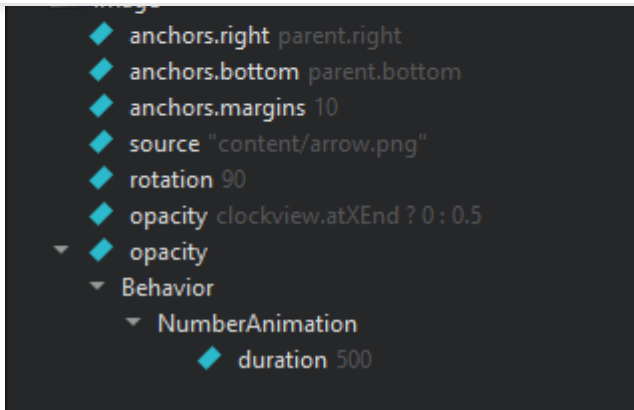 Image
anchors.right parent.right
anchors.bottom parent.bottom
anchors.margins 10
source "content/arrow.png"
rotation 90
opacity clockview.atXEnd ? 0 : 0.5
opacity
Behavior
NumberAnimation
duration 500